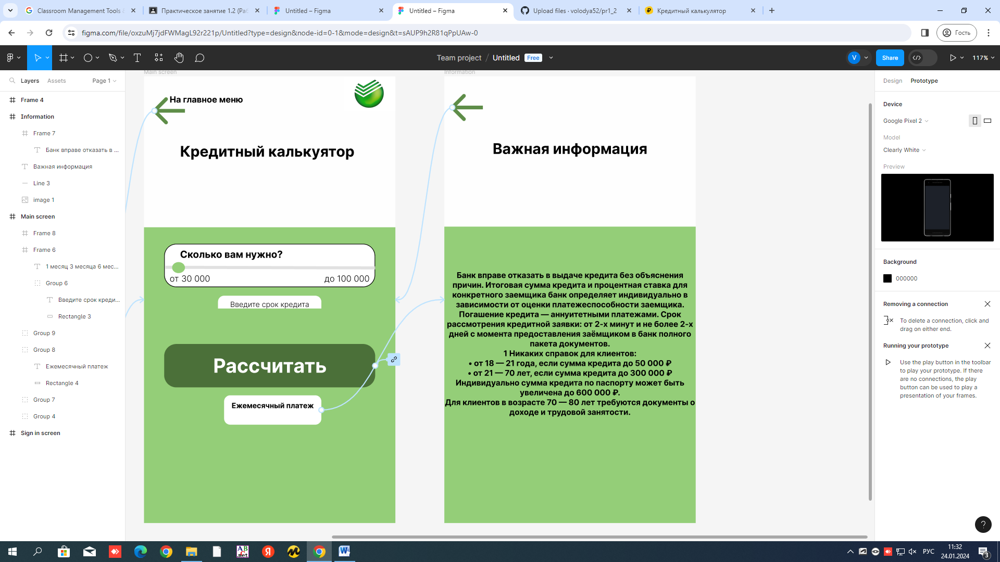 Classroom Management Tools
Практическое занятие 1.2 (Раб
Untitled – Figma
Untitled – Figma
Upload files · volodya52/pr1_2
Кредитный калькулятор
figma.com/file/oxzuMj7jdFWMagL92r221p/Untitled?type=design&node-id=0-1&mode=design&t=sAUP9h2R81qPpUAw-0
Гость
Team project / Untitled Free
V
Share
117%
Layers
Assets
Page 1
Frame 4
Information
Frame 7
Банк вправе отказать в ...
Важная информация
Line 3
image 1
Main screen
Frame 8
Frame 6
1 месяц 3 месяца 6 мес...
Group 6
Введите срок креди...
Rectangle 3
Group 9
Group 8
Ежемесячный платеж
Rectangle 4
Group 7
Group 4
Sign in screen
Main screen
На главное меню
Кредитный калькуятор
Сколько вам нужно?
от 30 000
до 100 000
Введите срок кредита
Рассчитать
Ежемесячный платеж
Information
Важная информация
Банк вправе отказать в выдаче кредита без объяснения
причин. Итоговая сумма кредита и процентная ставка для
конкретного заемщика банк определяет индивидуально в
зависимости от оценки платежеспособности заемщика.
Погашение кредита — аннуитетными платежами. Срок
рассмотрения кредитной заявки: от 2-х минут и не более 2-х
дней с момента предоставления заёмщиком в банк полного
пакета документов.
1 Никаких справок для клиентов:
• от 18 — 21 года, если сумма кредита до 50 000 ₽
• от 21 — 70 лет, если сумма кредита до 300 000 ₽
Индивидуально сумма кредита по паспорту может быть
увеличена до 600 000 ₽.
Для клиентов в возрасте 70 — 80 лет требуются документы о
доходе и трудовой занятости.
Design
Prototype
Device
Google Pixel 2
Model
Clearly White
Preview
Background
000000
Removing a connection
To delete a connection, click and
drag on either end.
Running your prototype
Use the play button in the toolbar
to play your prototype. If there
are no connections, the play
button can be used to play a
presentation of your frames.
?
ABC
.net
Я
W
РУС
11:32
24.01.2024
3